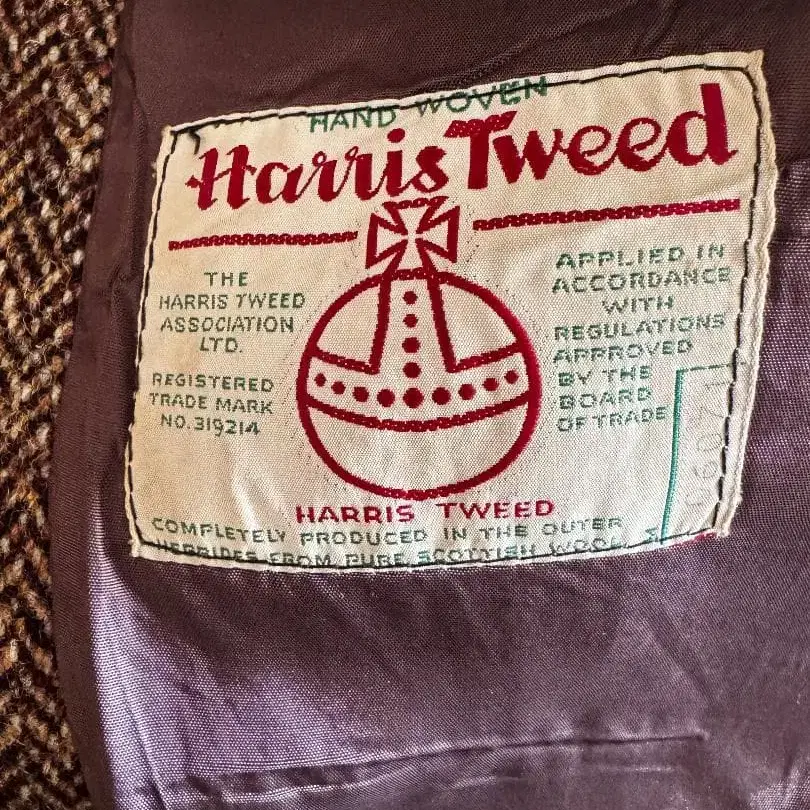 HAND WOVEN
Harris Tweed
THE
HARRIS TWEED
ASSOCIATION
LTD.
REGISTERED
TRADE MARK
NO. 319214
APPLIED IN
ACCORDANCE
WITH
REGULATIONS
APPROVED
BY THE
BOARD
OF TRADE
HARRIS TWEED
COMPLETELY PRODUCED IN THE OUTER
HEBRIDES FROM PURE SCOTTISH WOOL